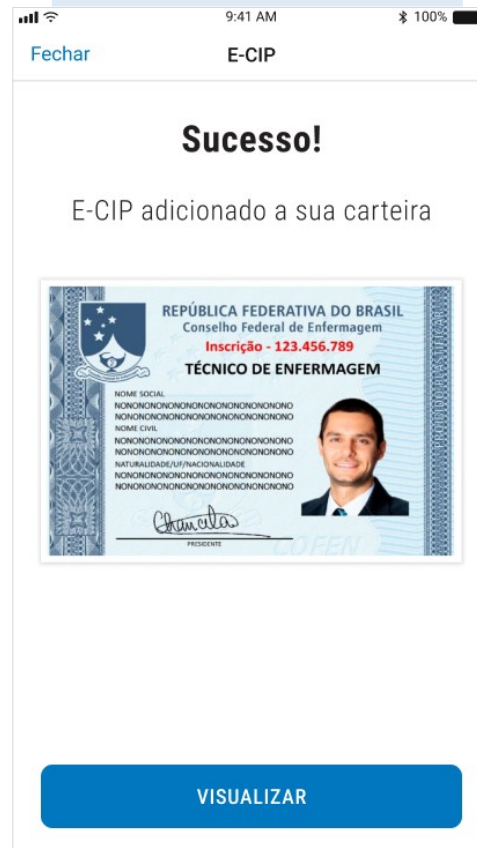 9:41 AM
100%
Fechar
E-CIP
Sucesso!
E-CIP adicionado a sua carteira
REPÚBLICA FEDERATIVA DO BRASIL
Conselho Federal de Enfermagem
Inscrição - 123.456.789
TÉCNICO DE ENFERMAGEM
NOME SOCIAL
NONONONONONONONONONONONONONO
NONONONONONONONONONONONONONO
NOME CIVIL
NONONONONONONONONONONONONONO
NONONONONONONONONONONONONONO
NATURALIDADE/UF/NACIONALIDADE
NONONONONONONONONONONONONONO
NONONONONONONONONONONONONONO
Chancela
PRESIDENTE
COFEN
VISUALIZAR